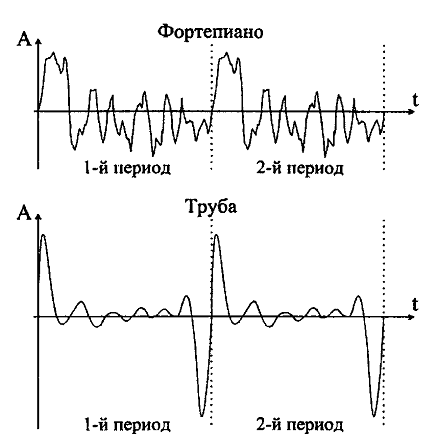 Фортепиано
A
t
1-й период 2-й период
Труба
A
t
1-й период 2-й период